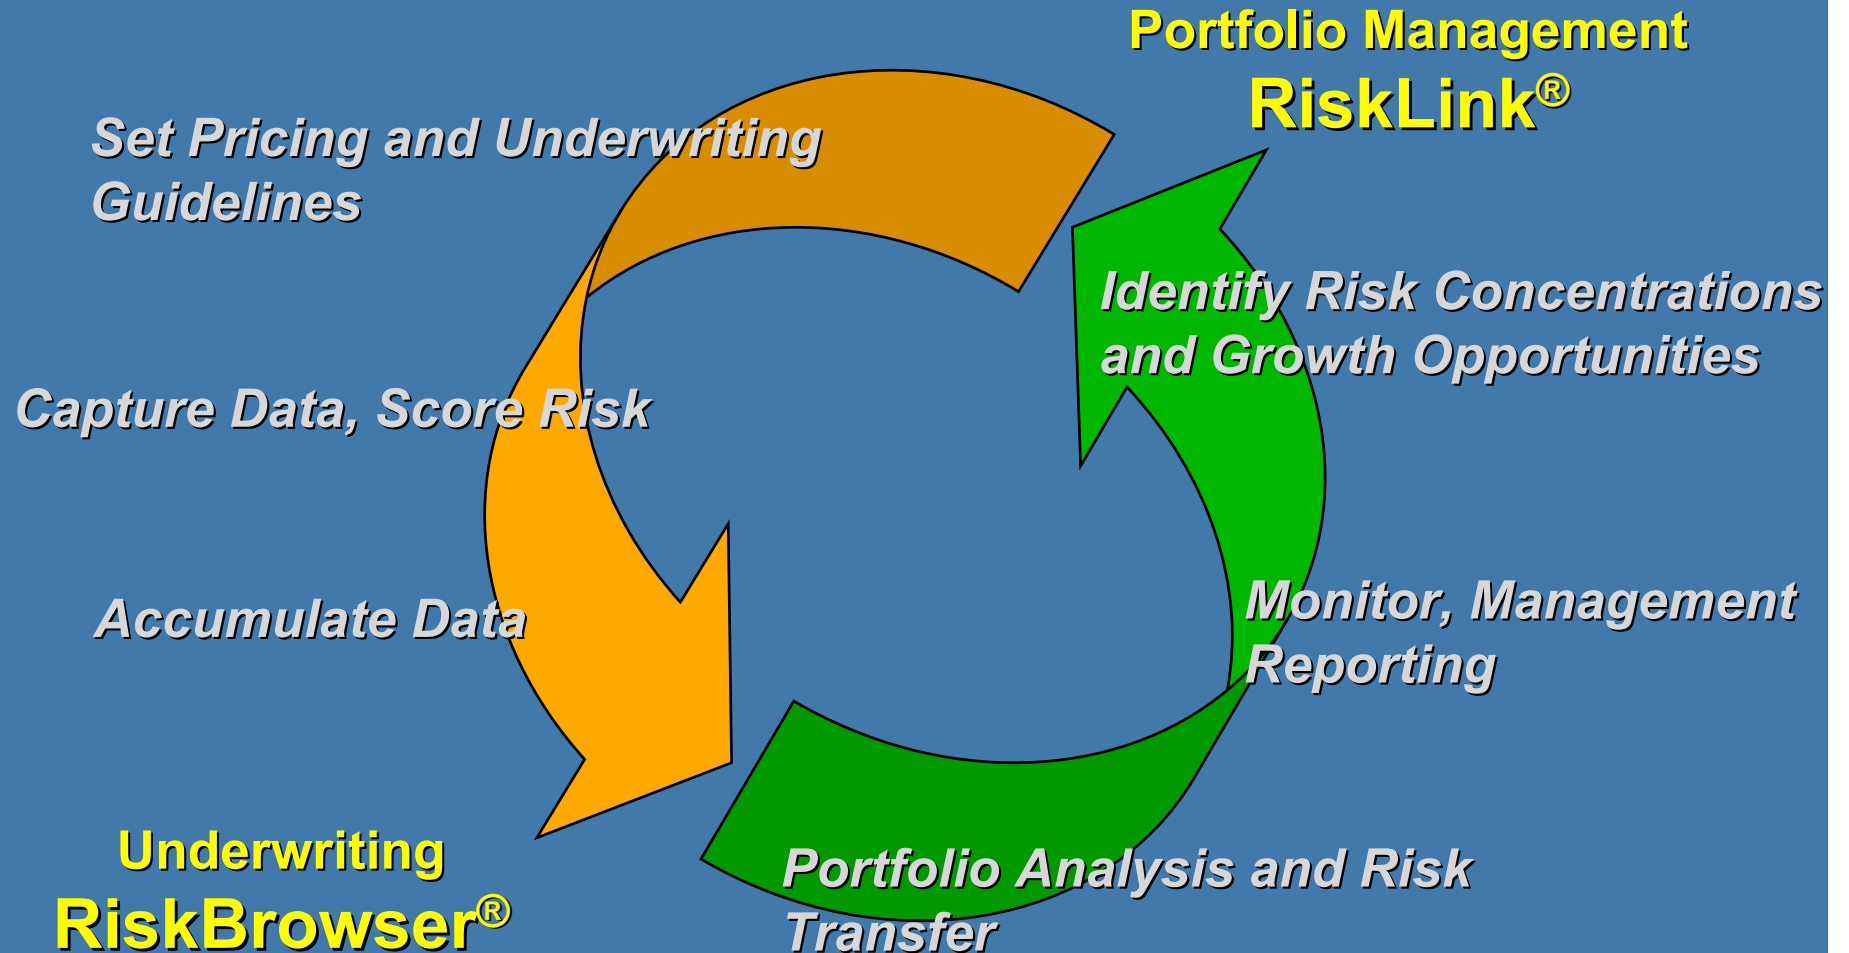 Portfolio Management
RiskLink®
Set Pricing and Underwriting
Guidelines
Identify Risk Concentrations
and Growth Opportunities
Capture Data, Score Risk
Accumulate Data
Monitor, Management
Reporting
Underwriting
RiskBrowser®
Portfolio Analysis and Risk
Transfer